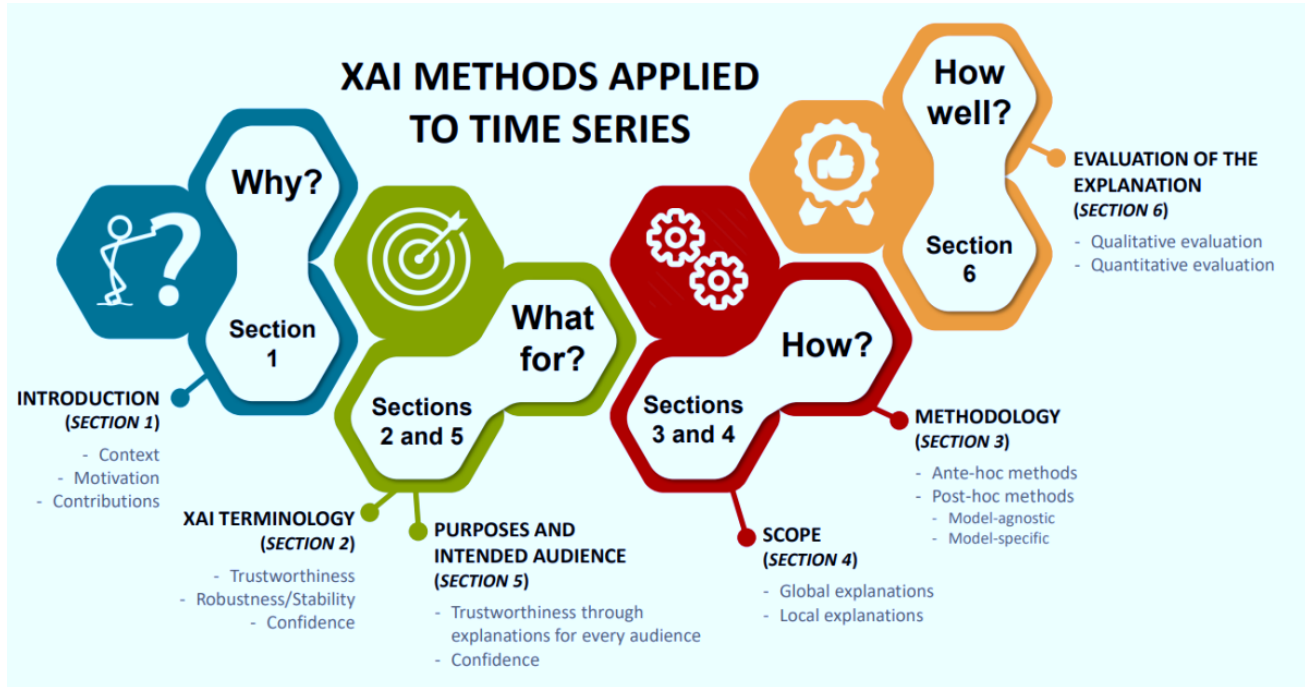 XAI METHODS APPLIED
TO TIME SERIES
Why?
Section
1
INTRODUCTION
(SECTION 1)
- Context
- Motivation
- Contributions
What
for?
Sections
2 and 5
XAI TERMINOLOGY
(SECTION 2)
- Trustworthiness
- Robustness/Stability
- Confidence
PURPOSES AND
INTENDED AUDIENCE
(SECTION 5)
- Trustworthiness through
explanations for every audience
- Confidence
How?
Sections
3 and 4
METHODOLOGY
(SECTION 3)
- Ante-hoc methods
- Post-hoc methods
- Model-agnostic
- Model-specific
SCOPE
(SECTION 4)
- Global explanations
- Local explanations
How
well?
Section
6
EVALUATION OF THE
EXPLANATION
(SECTION 6)
- Qualitative evaluation
- Quantitative evaluation